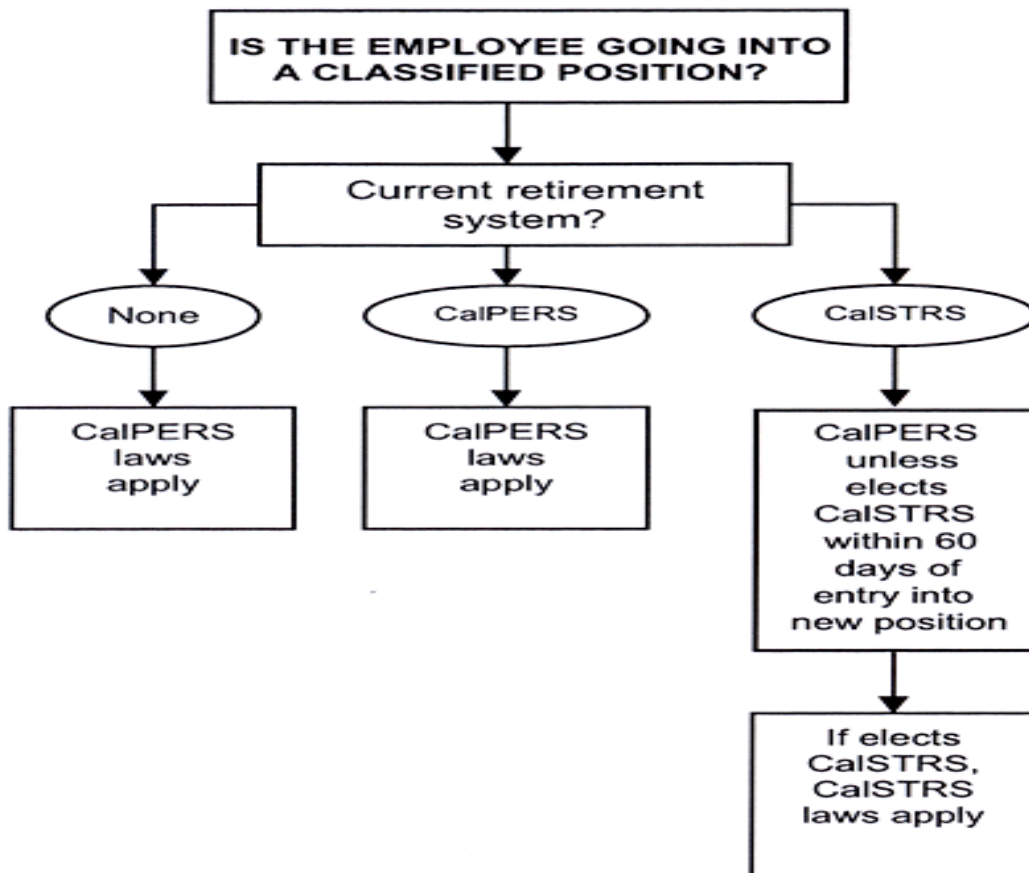 IS THE EMPLOYEE GOING INTO
A CLASSIFIED POSITION?
Current retirement
system?
None
CalPERS
CalSTRS
CalPERS
laws
apply
CalPERS
laws
apply
CalPERS
unless
elects
CalSTRS
within 60
days of
entry into
new position
If elects
CalSTRS,
CalSTRS
laws apply